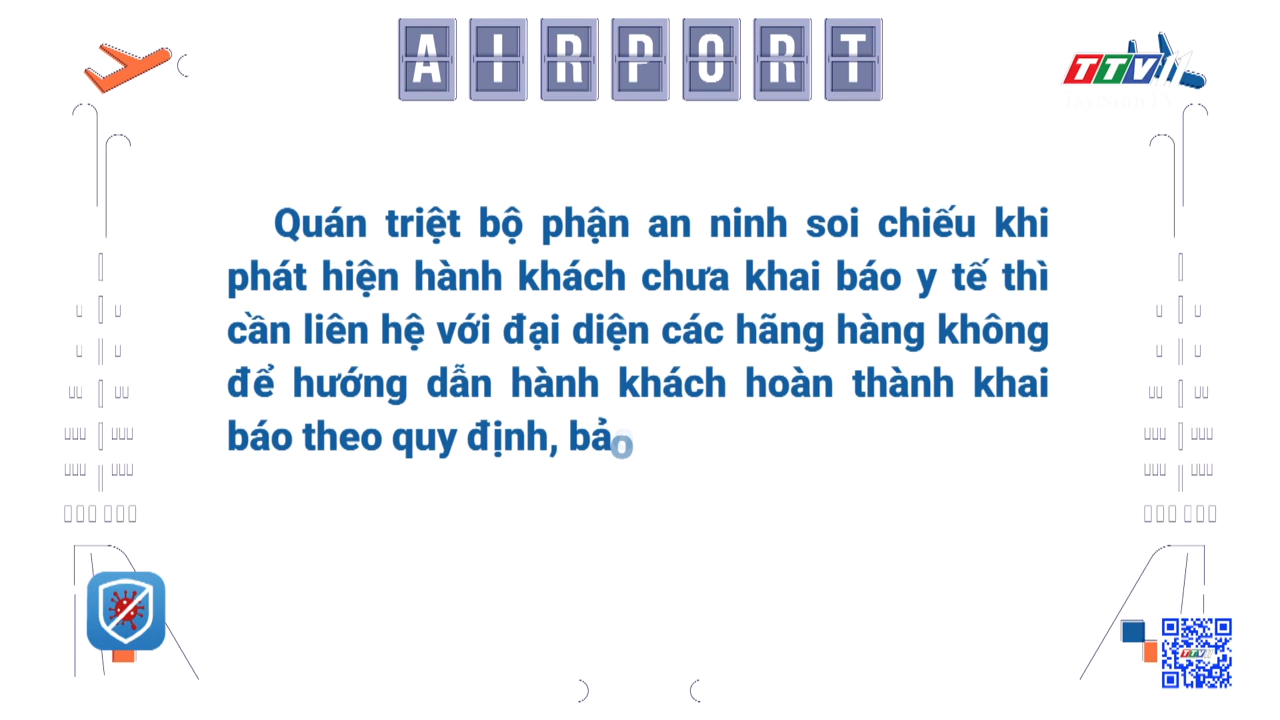 AIRPORT
TTV11
Quán triệt bộ phận an ninh soi chiếu khi
phát hiện hành khách chưa khai báo y tế thì
cần liên hệ với đại diện các hãng hàng không
để hướng dẫn hành khách hoàn thành khai
báo theo quy định, bảo